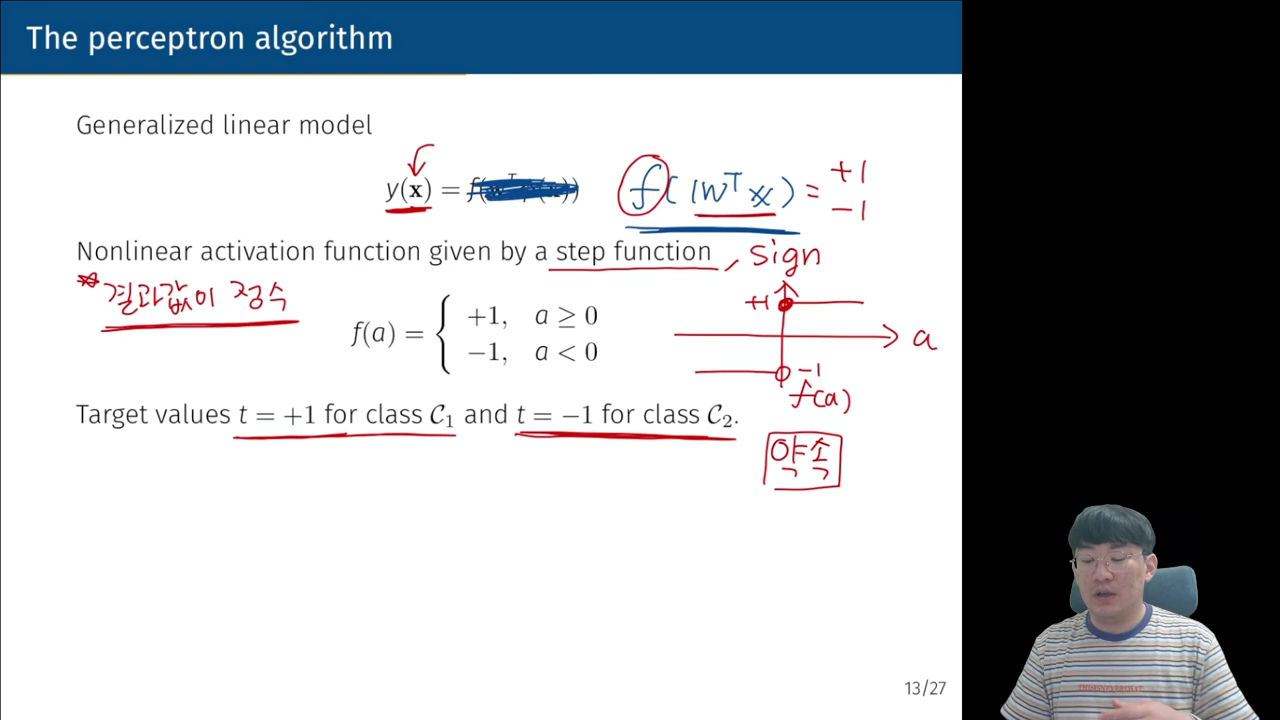 The perceptron algorithm
Generalized linear model
y(x) = f(wᵀx) = +1 −1
Nonlinear activation function given by a step function, sign
* 결과값이 정수
f(a) = { +1, a ≥ 0
−1, a < 0
+1
a
−1
f(a)
Target values t = +1 for class C₁ and t = −1 for class C₂.
약속
13/27